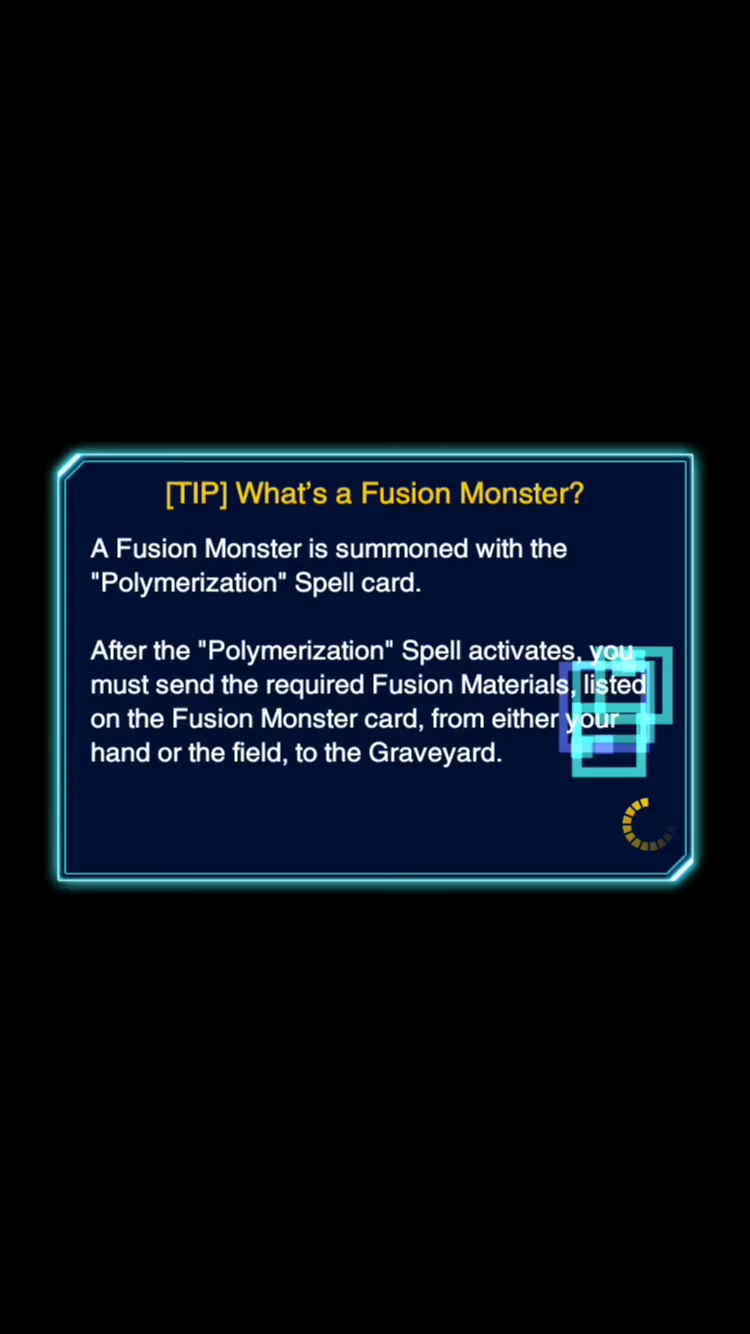 [TIP] What’s a Fusion Monster?
A Fusion Monster is summoned with the
"Polymerization" Spell card.
After the "Polymerization" Spell activates, you
must send the required Fusion Materials, listed
on the Fusion Monster card, from either your
hand or the field, to the Graveyard.